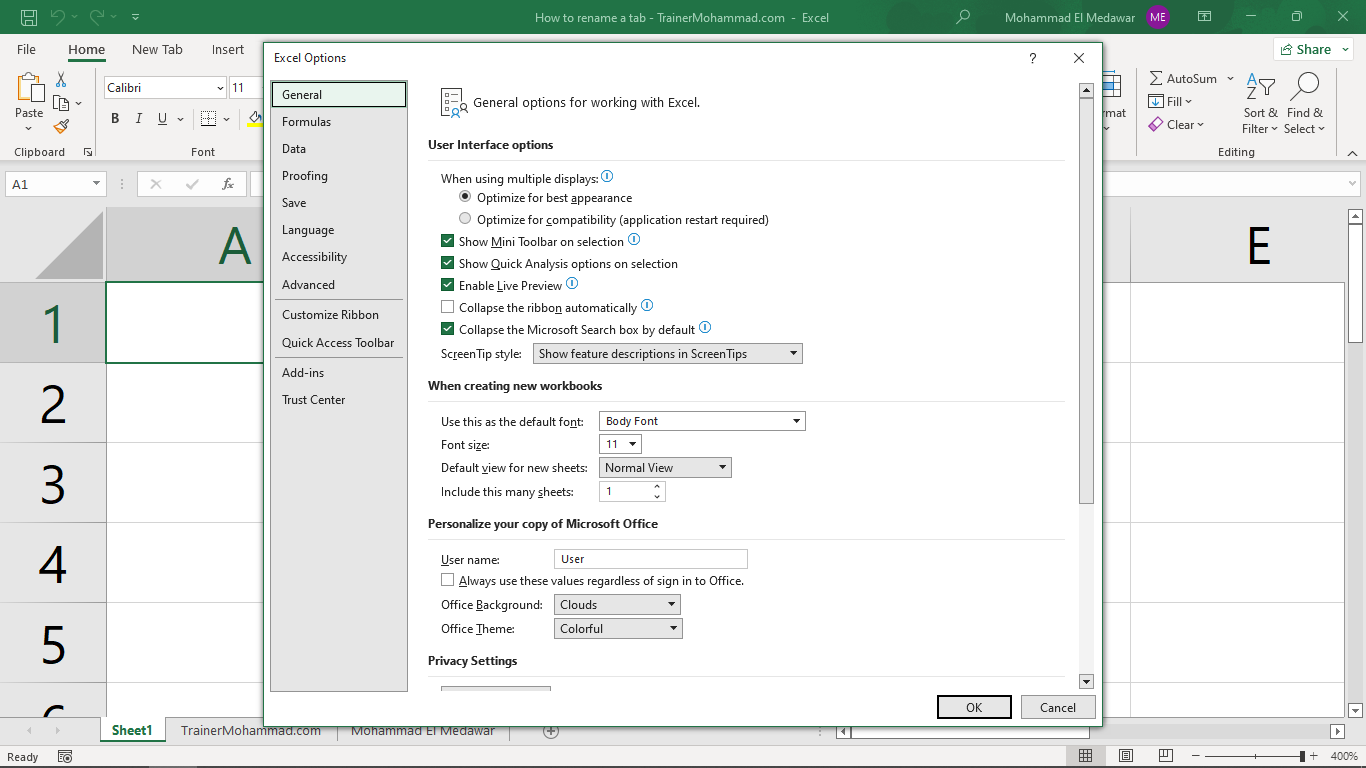 How to rename a tab - TrainerMohammad.com - Excel
Mohammad El Medawar ME
File Home New Tab Insert
Share
Paste
Clipboard
Calibri 11
B I U
Font
AutoSum
Fill
Clear
Sort & Filter
Find & Select
Editing
mat
A1
fx
A E
1
2
3
4
5
Excel Options
?
General
Formulas
Data
Proofing
Save
Language
Accessibility
Advanced
Customize Ribbon
Quick Access Toolbar
Add-ins
Trust Center
General options for working with Excel.
User Interface options
When using multiple displays:
Optimize for best appearance
Optimize for compatibility (application restart required)
Show Mini Toolbar on selection
Show Quick Analysis options on selection
Enable Live Preview
Collapse the ribbon automatically
Collapse the Microsoft Search box by default
ScreenTip style: Show feature descriptions in ScreenTips
When creating new workbooks
Use this as the default font: Body Font
Font size: 11
Default view for new sheets: Normal View
Include this many sheets: 1
Personalize your copy of Microsoft Office
User name: User
Always use these values regardless of sign in to Office.
Office Background: Clouds
Office Theme: Colorful
Privacy Settings
OK Cancel
Sheet1 TrainerMohammad.com Mohammad El Medawar
Ready
400%